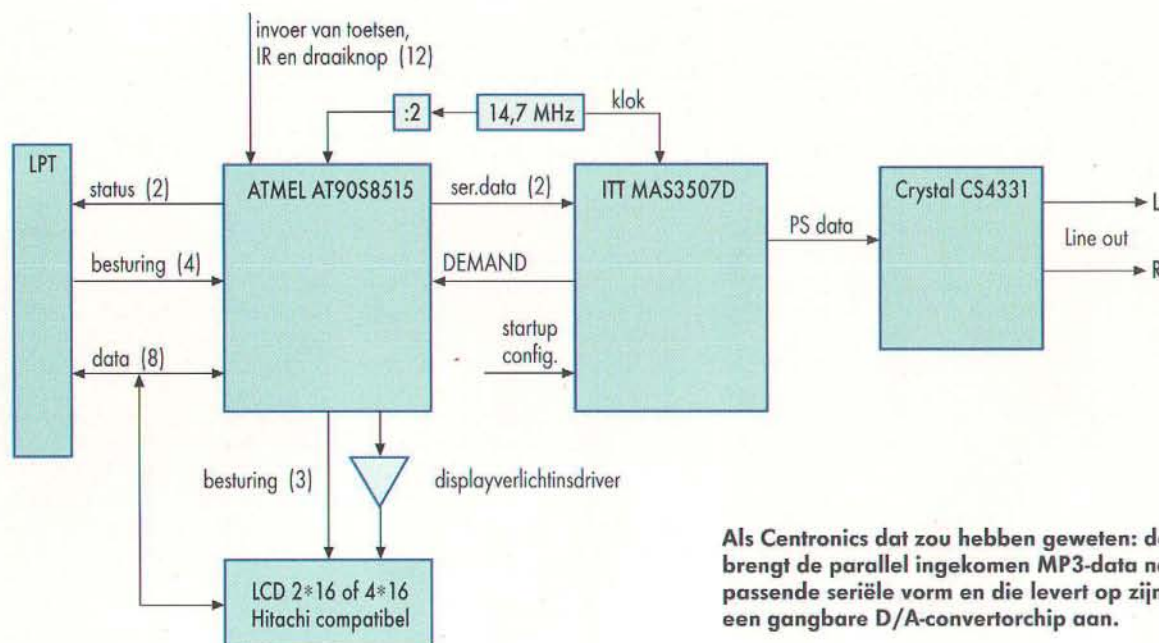 invoer van toetsen,
IR en draaiknop (12)
:2
14,7 MHz
klok
LPT
status (2)
ATMEL AT90S8515
ser.data (2)
ITT MAS3507D
Crystal CS4331
L
PS data
Line out
besturing (4)
DEMAND
R
startup
config.
data (8)
besturing (3)
displayverlichtinsdriver
LCD 2*16 of 4*16
Hitachi compatibel
Als Centronics dat zou hebben geweten:
brengt de parallel ingekomen MP3-data
passende seriële vorm en die levert op zijn
een gangbare D/A-convertorchip aan.